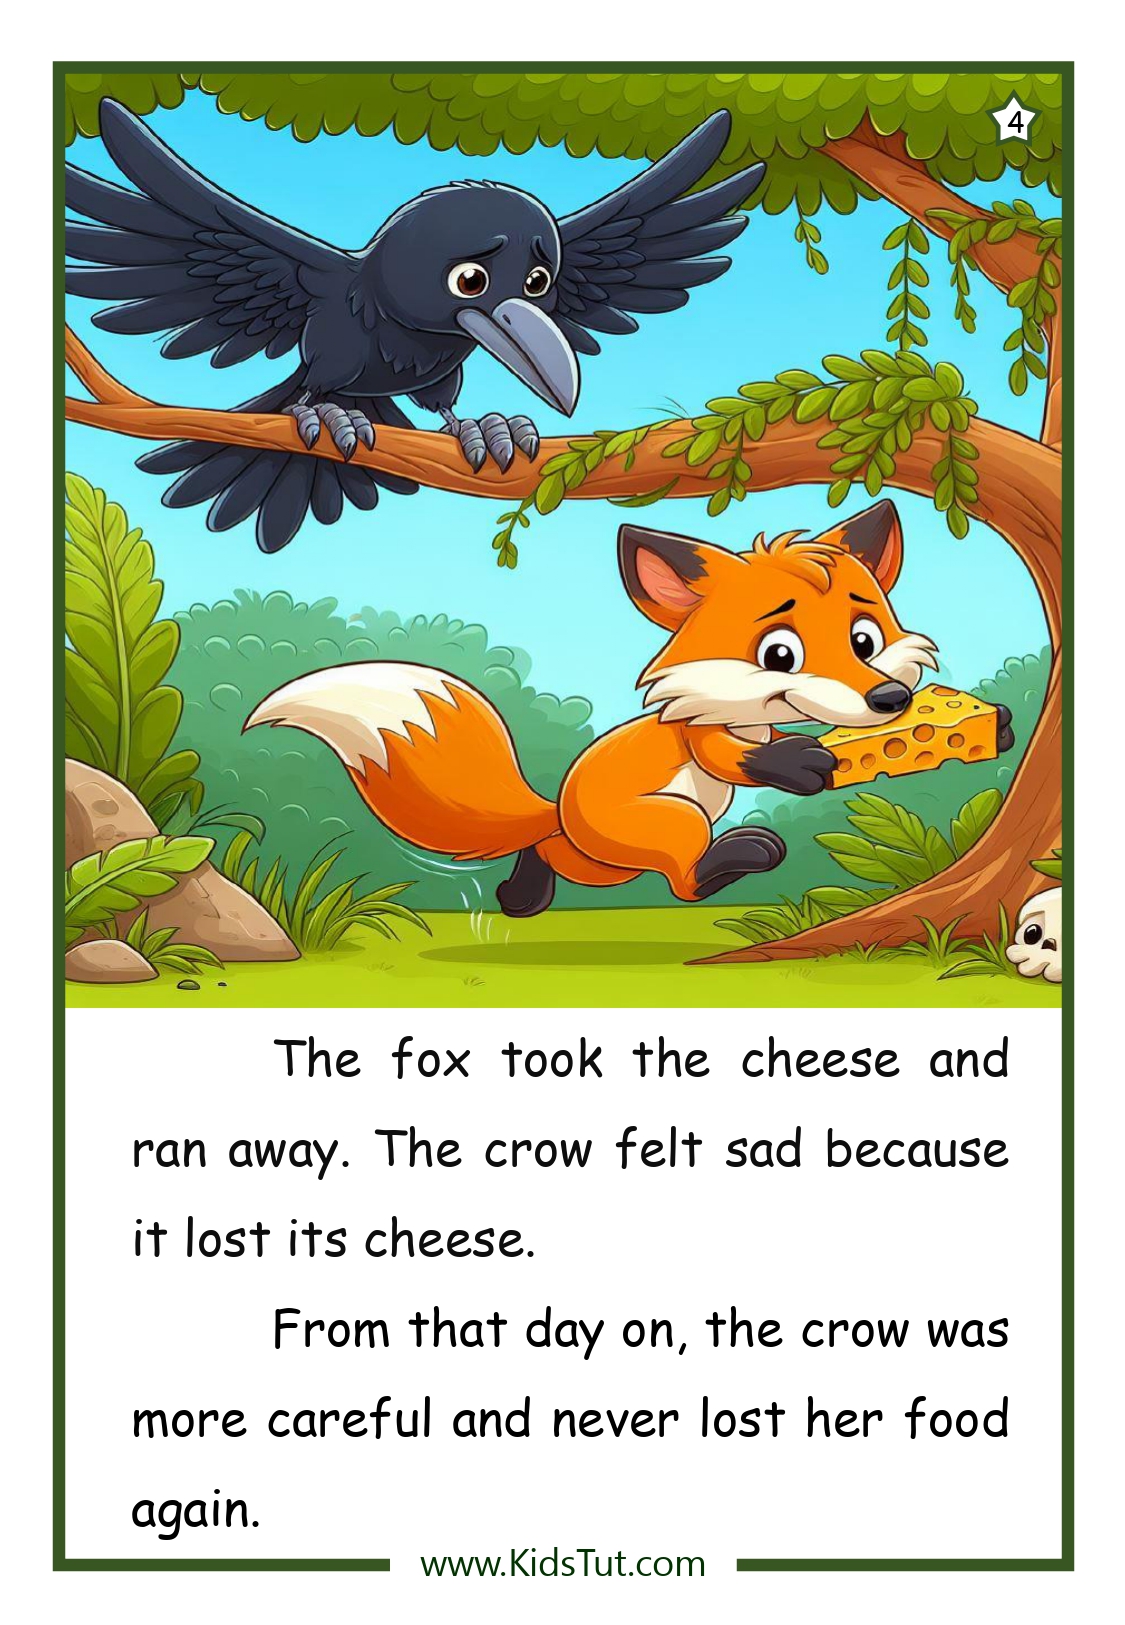 4
The fox took the cheese and
ran away. The crow felt sad because
it lost its cheese.
From that day on, the crow was
more careful and never lost her food
again.
www.KidsTut.com